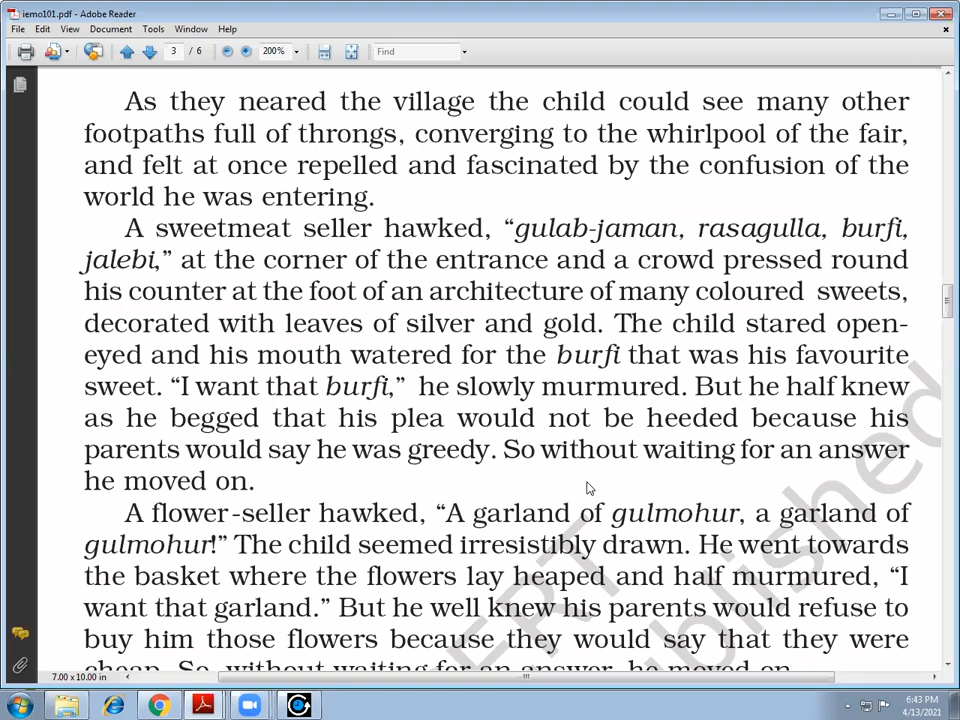 iemo101.pdf - Adobe Reader
File Edit View Document Tools Window Help
3 / 6 200% Find
As they neared the village the child could see many other
footpaths full of throngs, converging to the whirlpool of the fair,
and felt at once repelled and fascinated by the confusion of the
world he was entering.
A sweetmeat seller hawked, “gulab-jaman, rasagulla, burfi,
jalebi,” at the corner of the entrance and a crowd pressed round
his counter at the foot of an architecture of many coloured sweets,
decorated with leaves of silver and gold. The child stared open-
eyed and his mouth watered for the burfi that was his favourite
sweet. “I want that burfi,” he slowly murmured. But he half knew
as he begged that his plea would not be heeded because his
parents would say he was greedy. So without waiting for an answer
he moved on.
A flower-seller hawked, “A garland of gulmohur, a garland of
gulmohur!” The child seemed irresistibly drawn. He went towards
the basket where the flowers lay heaped and half murmured, “I
want that garland.” But he well knew his parents would refuse to
buy him those flowers because they would say that they were
cheap. So, without waiting for an answer, he moved on.
7.00 x 10.00 in
6:43 PM
4/13/2021